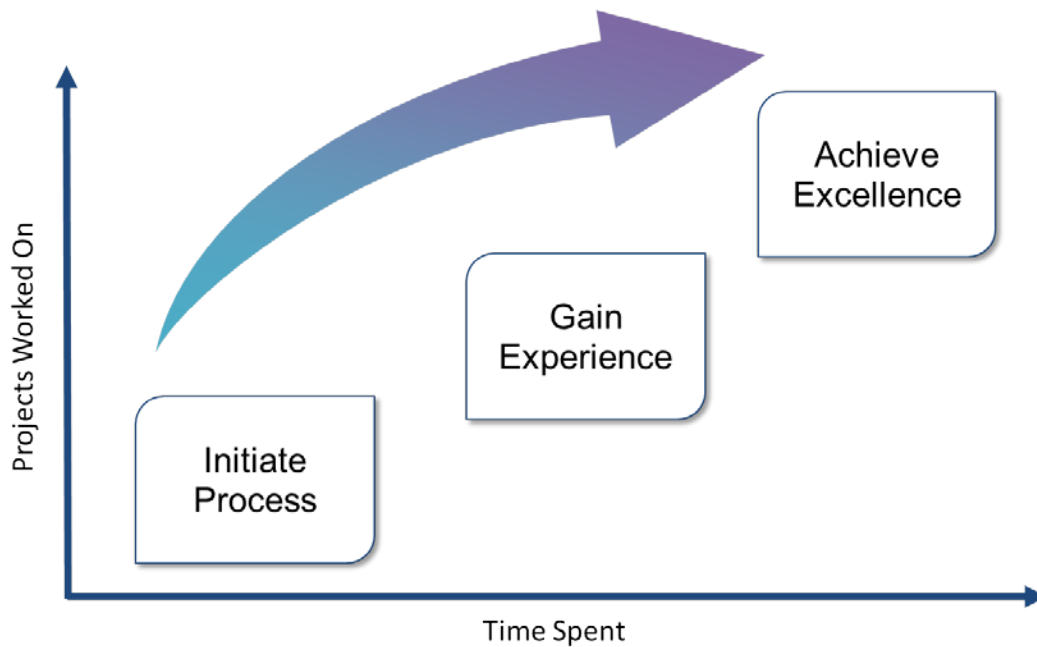 Projects Worked On
Achieve
Excellence
Gain
Experience
Initiate
Process
Time Spent